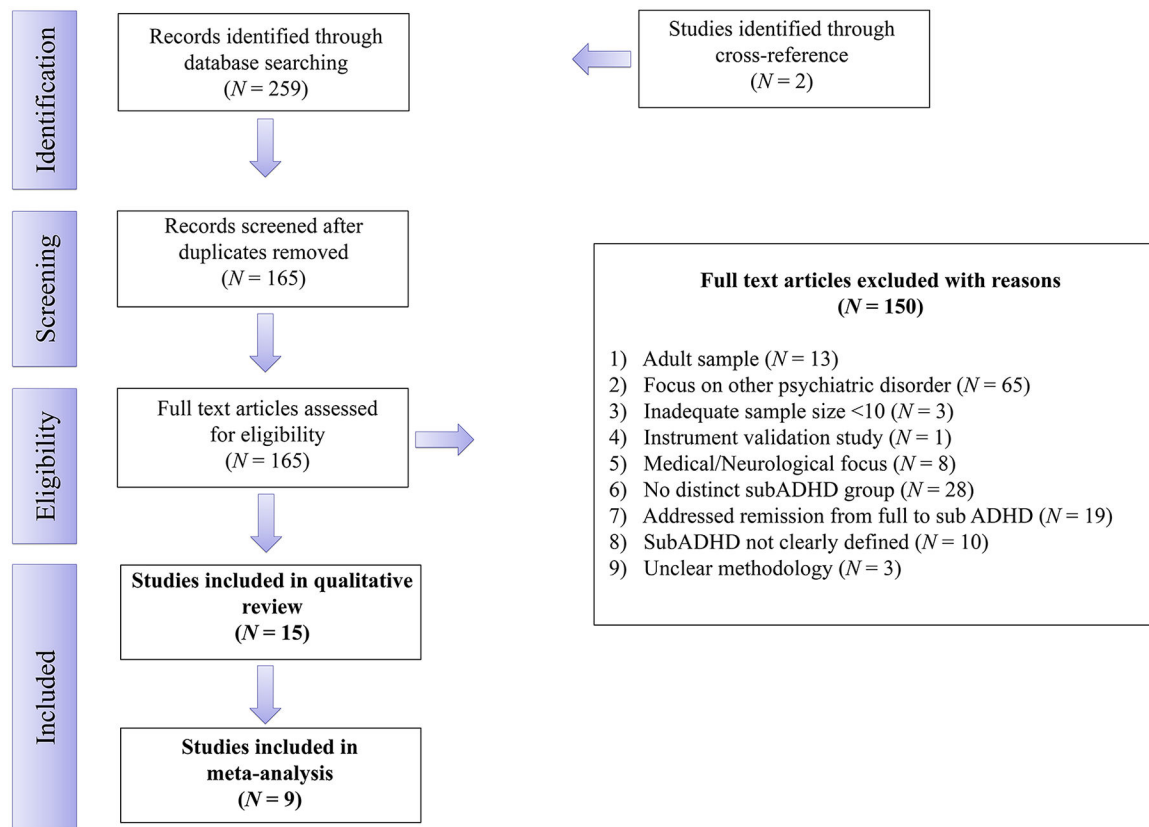 Identification
Records identified through
database searching
(N = 259)
Studies identified through
cross-reference
(N = 2)
Screening
Records screened after
duplicates removed
(N = 165)
Full text articles excluded with reasons
(N = 150)
1) Adult sample (N = 13)
2) Focus on other psychiatric disorder (N = 65)
3) Inadequate sample size <10 (N = 3)
4) Instrument validation study (N = 1)
5) Medical/Neurological focus (N = 8)
6) No distinct subADHD group (N = 28)
7) Addressed remission from full to sub ADHD (N = 19)
8) SubADHD not clearly defined (N = 10)
9) Unclear methodology (N = 3)
Eligibility
Full text articles assessed
for eligibility
(N = 165)
Included
Studies included in qualitative
review
(N = 15)
Studies included in
meta-analysis
(N = 9)